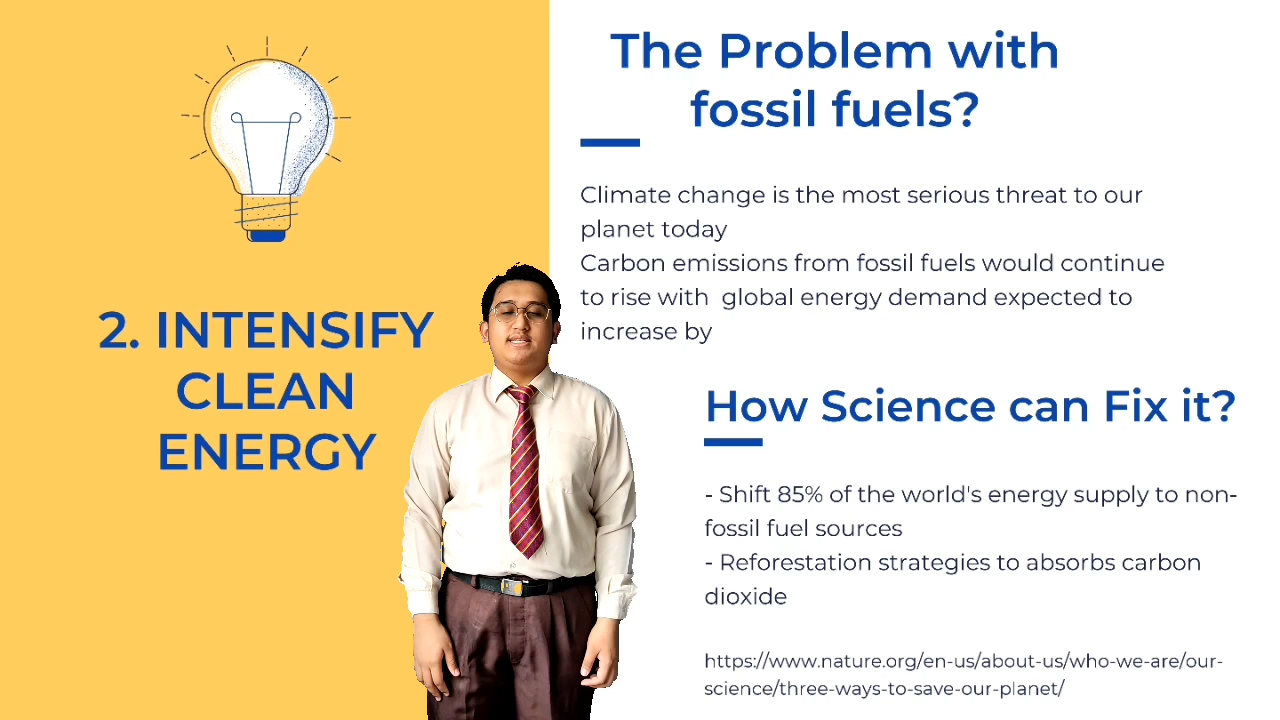 2. INTENSIFY
CLEAN
ENERGY
The Problem with
fossil fuels?
Climate change is the most serious threat to our
planet today
Carbon emissions from fossil fuels would continue
to rise with  global energy demand expected to
increase by
How Science can Fix it?
- Shift 85% of the world's energy supply to non-
fossil fuel sources
- Reforestation strategies to absorbs carbon
dioxide
https://www.nature.org/en-us/about-us/who-we-are/our-
science/three-ways-to-save-our-planet/